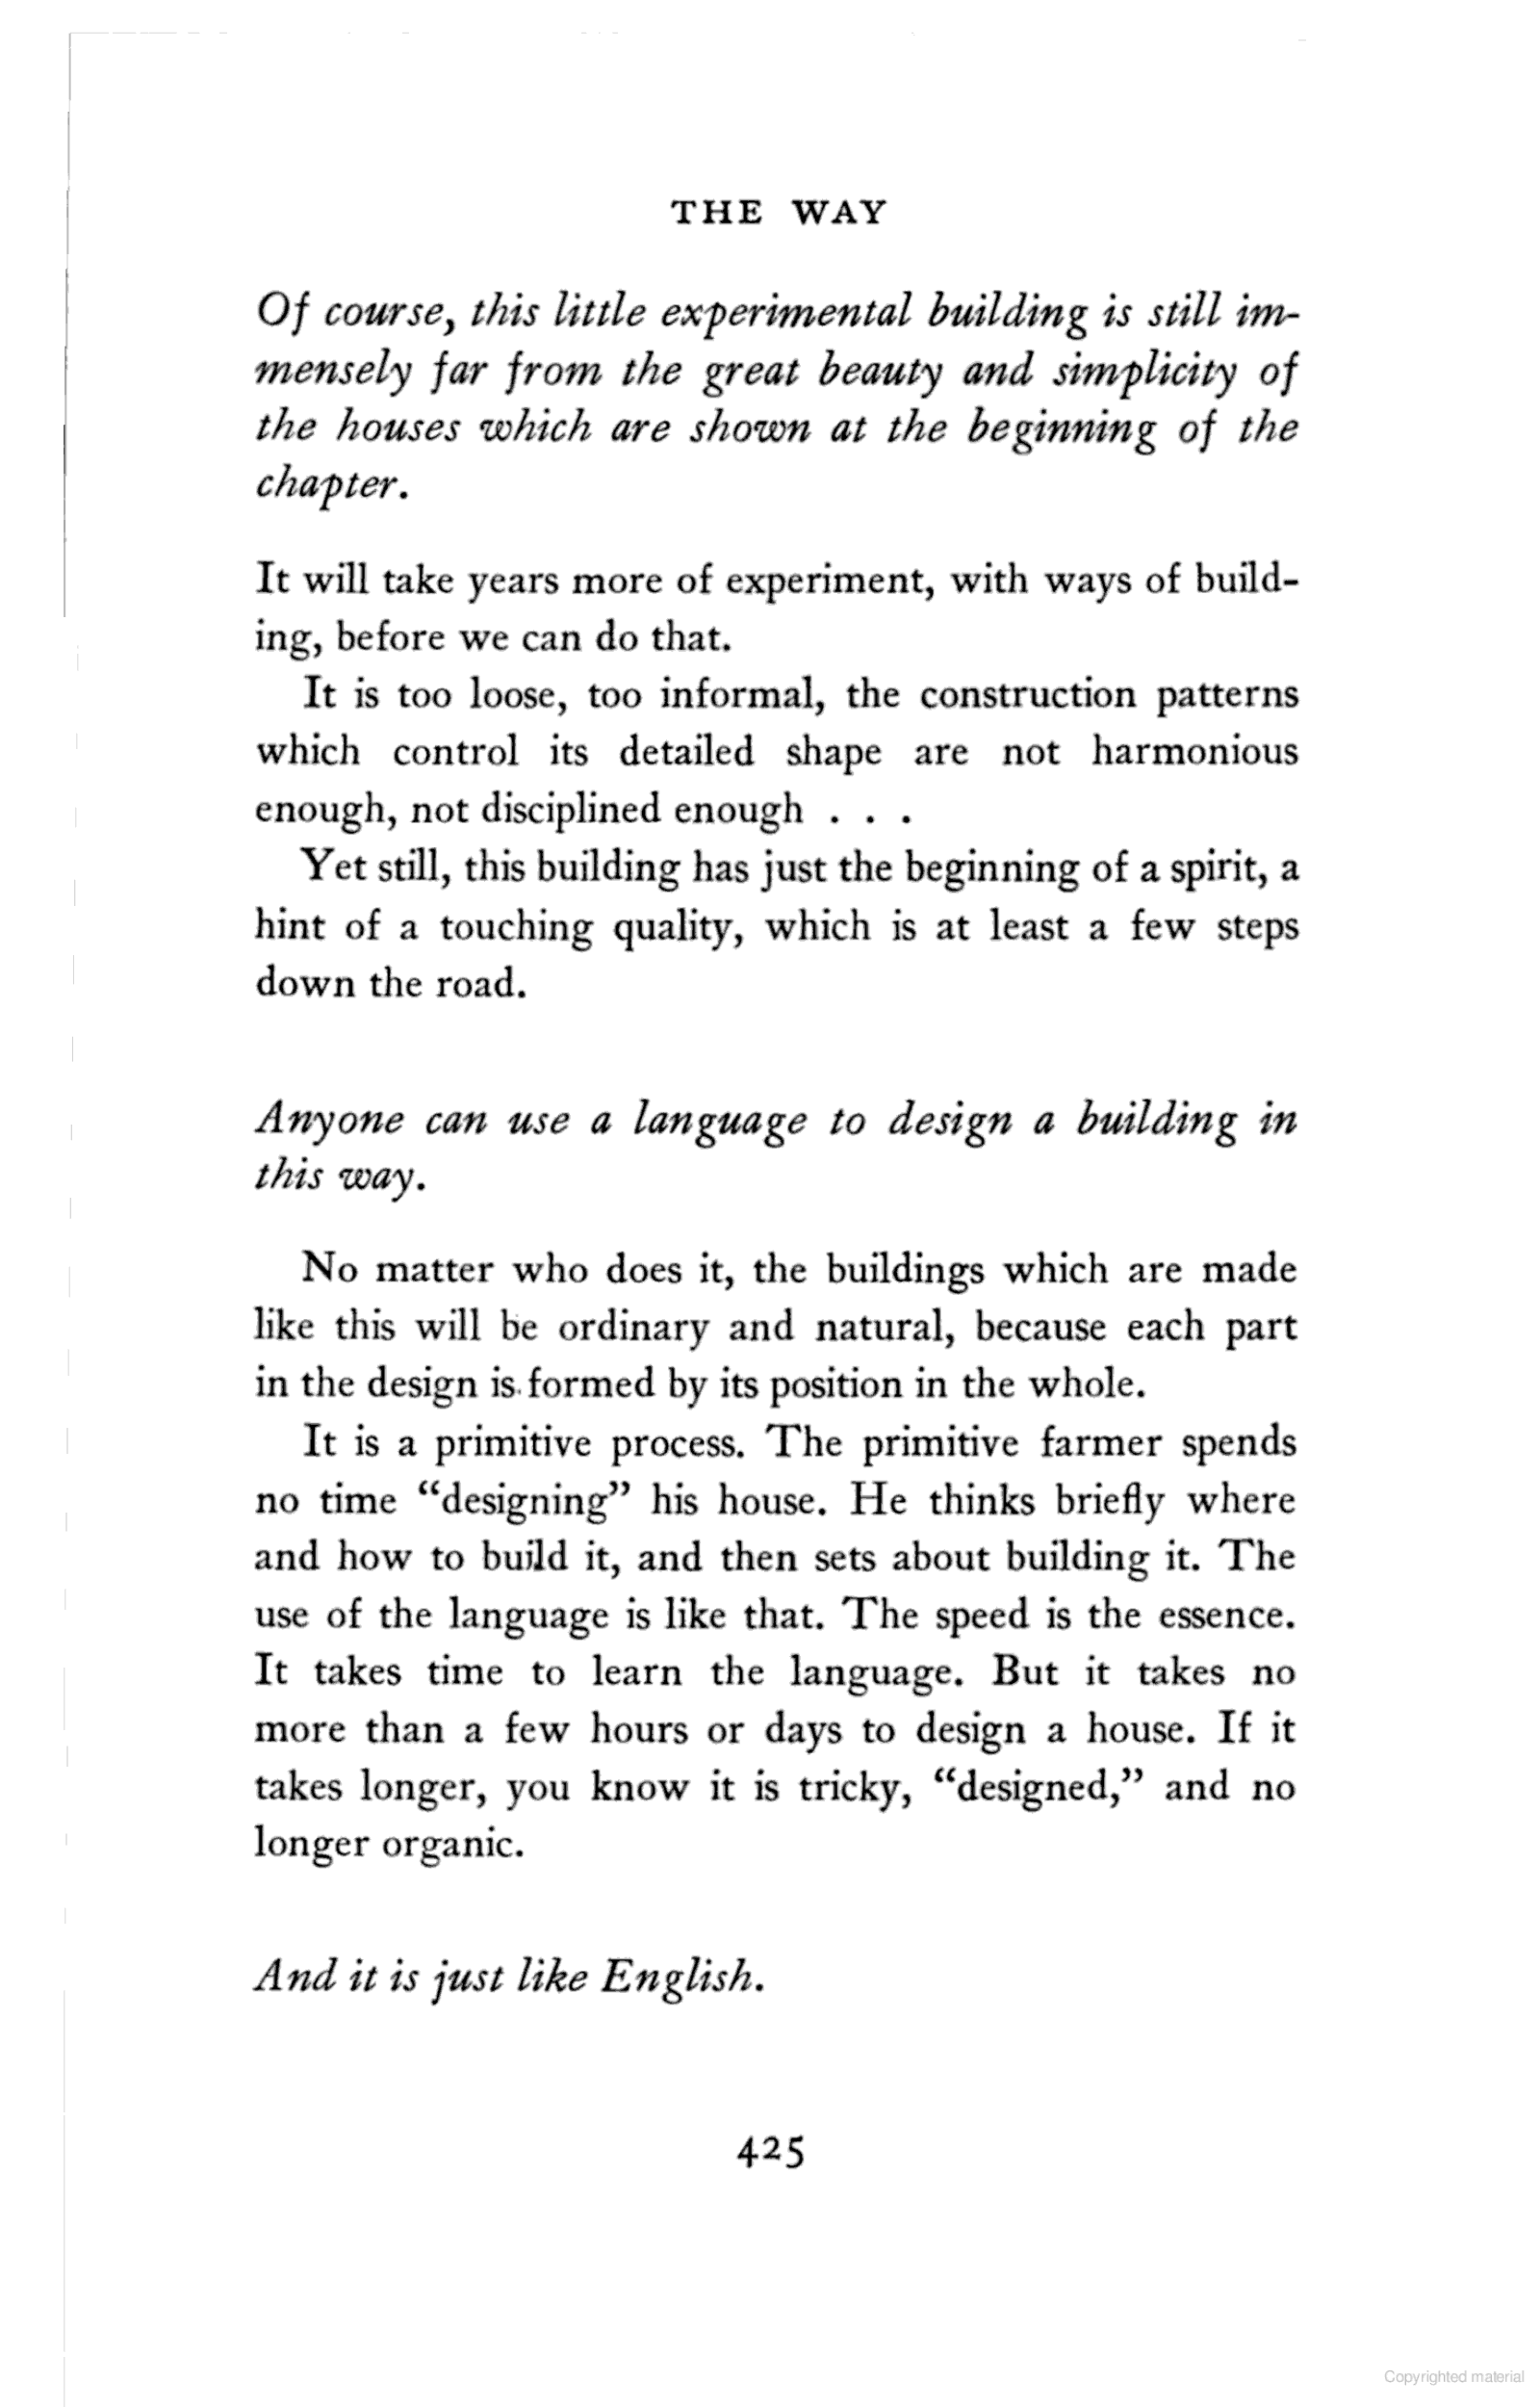 THE WAY
Of course, this little experimental building is still im-
mensely far from the great beauty and simplicity of
the houses which are shown at the beginning of the
chapter.
It will take years more of experiment, with ways of build-
ing, before we can do that.
It is too loose, too informal, the construction patterns
which control its detailed shape are not harmonious
enough, not disciplined enough . . .
Yet still, this building has just the beginning of a spirit, a
hint of a touching quality, which is at least a few steps
down the road.
Anyone can use a language to design a building in
this way.
No matter who does it, the buildings which are made
like this will be ordinary and natural, because each part
in the design is formed by its position in the whole.
It is a primitive process. The primitive farmer spends
no time “designing” his house. He thinks briefly where
and how to build it, and then sets about building it. The
use of the language is like that. The speed is the essence.
It takes time to learn the language. But it takes no
more than a few hours or days to design a house. If it
takes longer, you know it is tricky, “designed,” and no
longer organic.
And it is just like English.
425
Copyrighted material